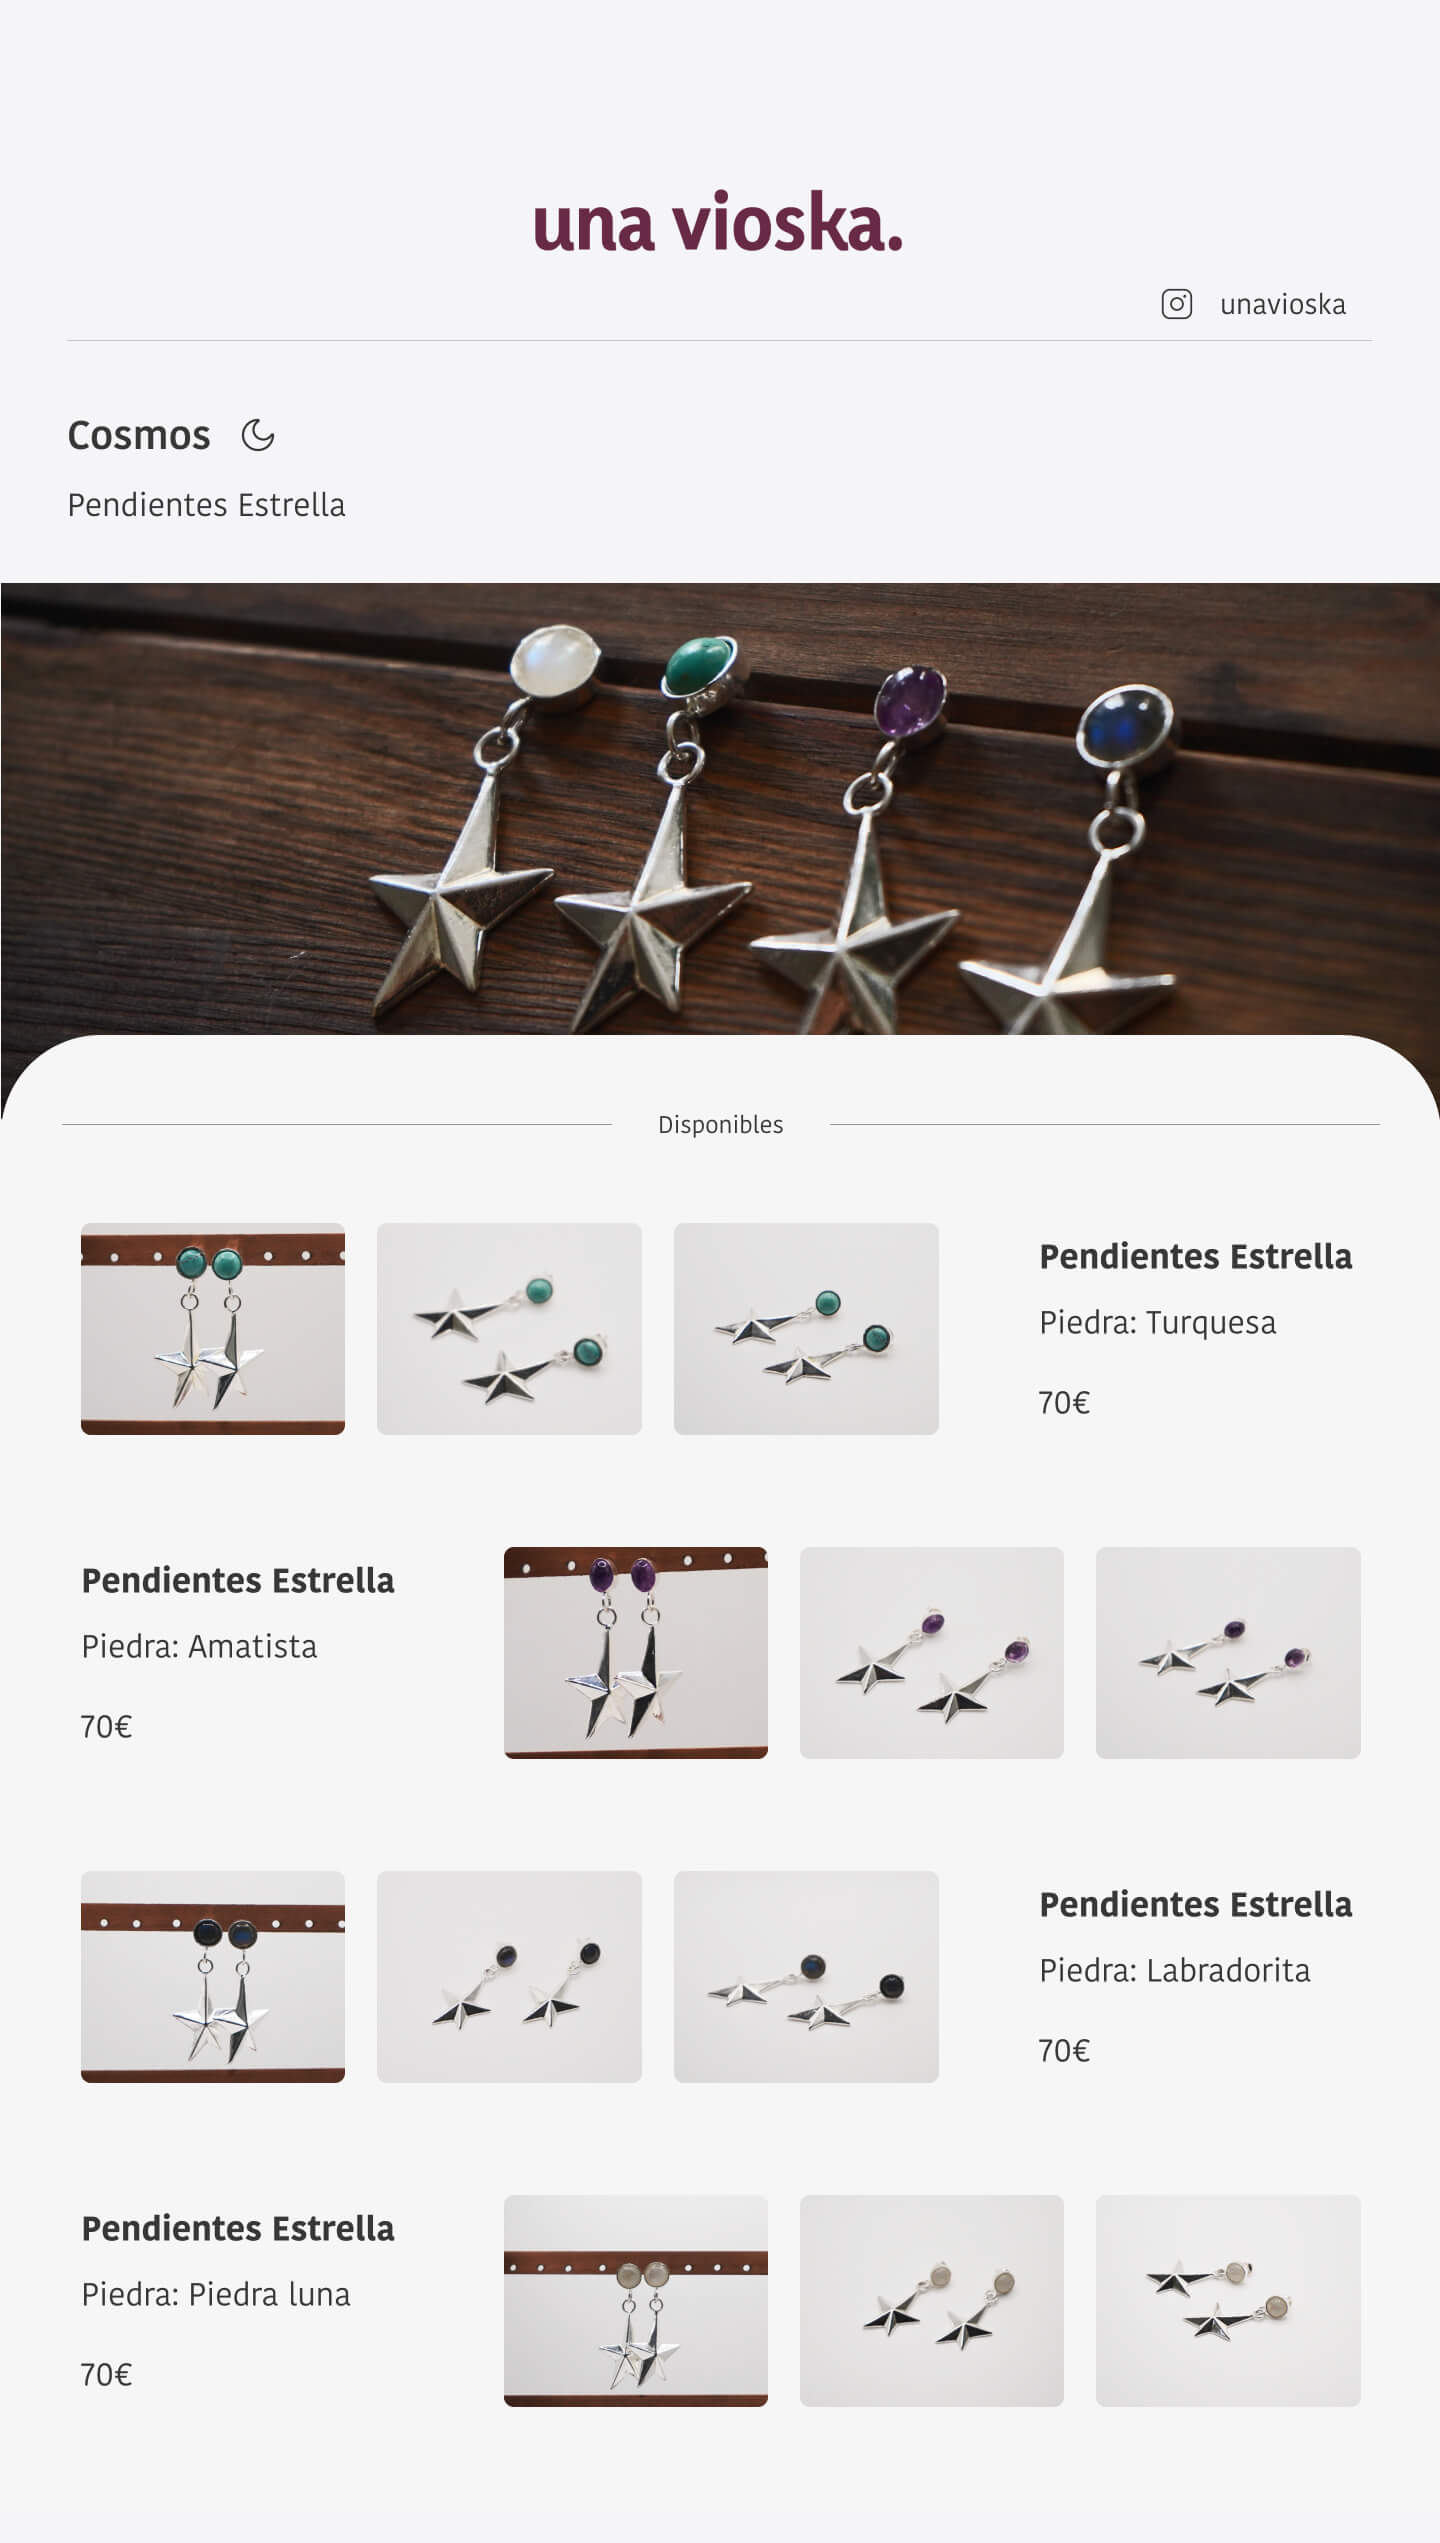 una vioska.
unavioska
Cosmos
Pendientes Estrella
Disponibles
Pendientes Estrella
Piedra: Turquesa
70€
Pendientes Estrella
Piedra: Amatista
70€
Pendientes Estrella
Piedra: Labradorita
70€
Pendientes Estrella
Piedra: Piedra luna
70€